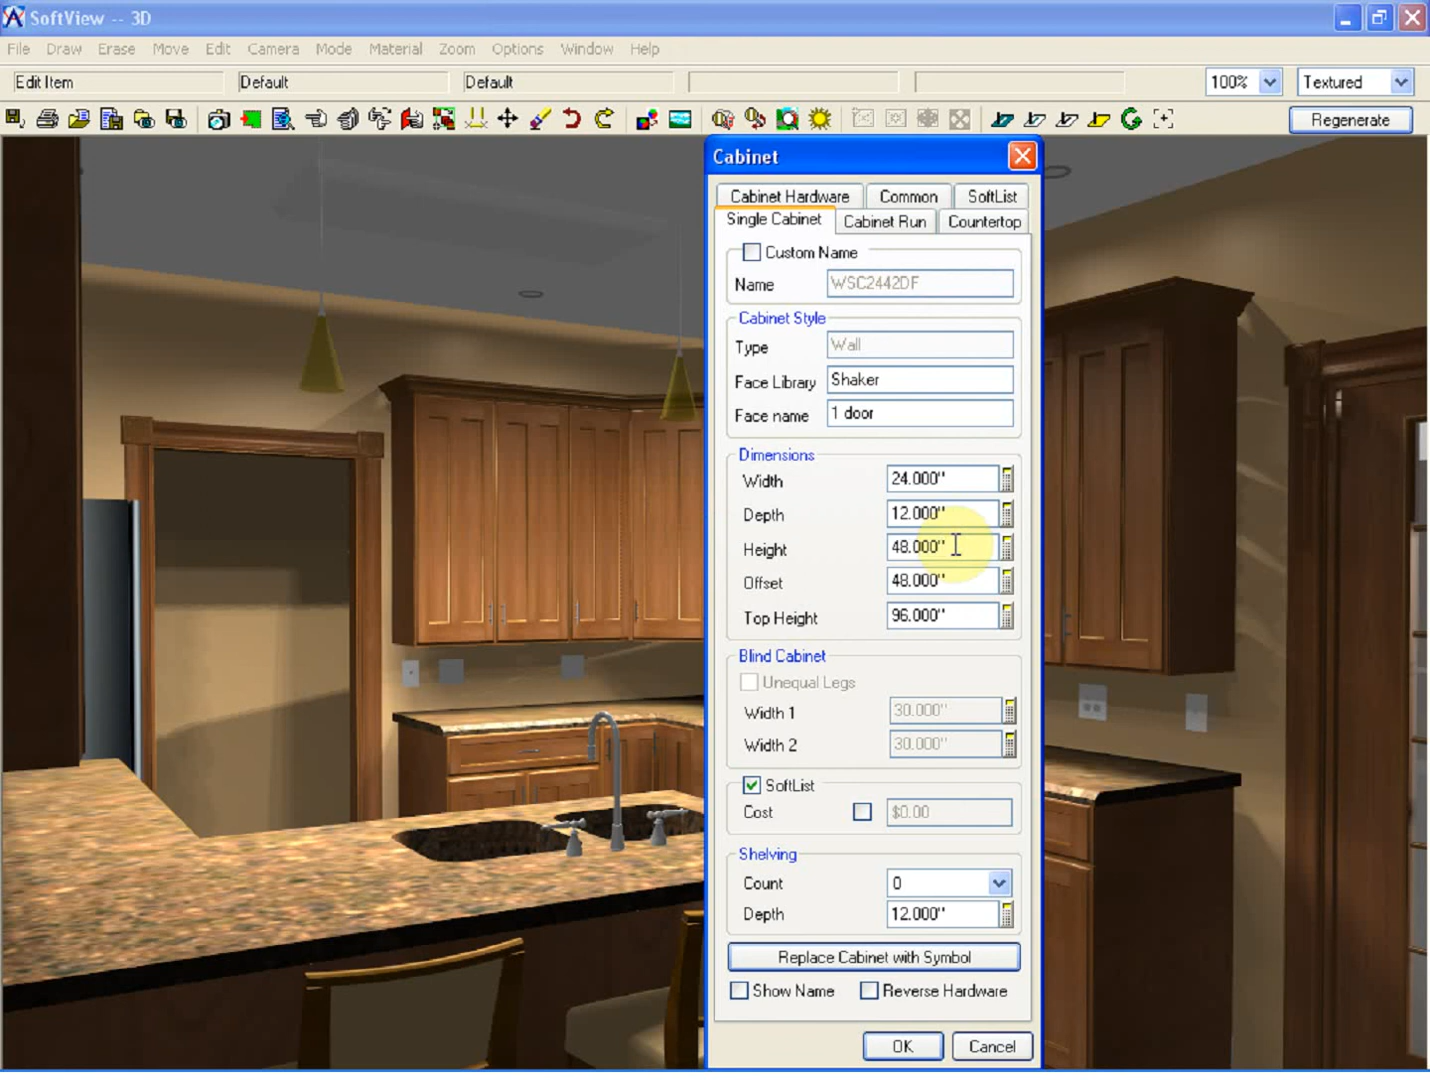 SoftView -- 3D
File Draw Erase Move Edit Camera Mode Material Zoom Options Window Help
Edit Item Default Default 100% Textured
Regenerate
Cabinet
Cabinet Hardware Common SoftList
Single Cabinet Cabinet Run Countertop
Custom Name
Name WSC2442DF
Cabinet Style
Type Wall
Face Library Shaker
Face name 1 door
Dimensions
Width 24.000"
Depth 12.000"
Height 48.000"
Offset 48.000"
Top Height 96.000"
Blind Cabinet
Unequal Legs
Width 1 30.000"
Width 2 30.000"
SoftList
Cost $0.00
Shelving
Count 0
Depth 12.000"
Replace Cabinet with Symbol
Show Name Reverse Hardware
OK Cancel